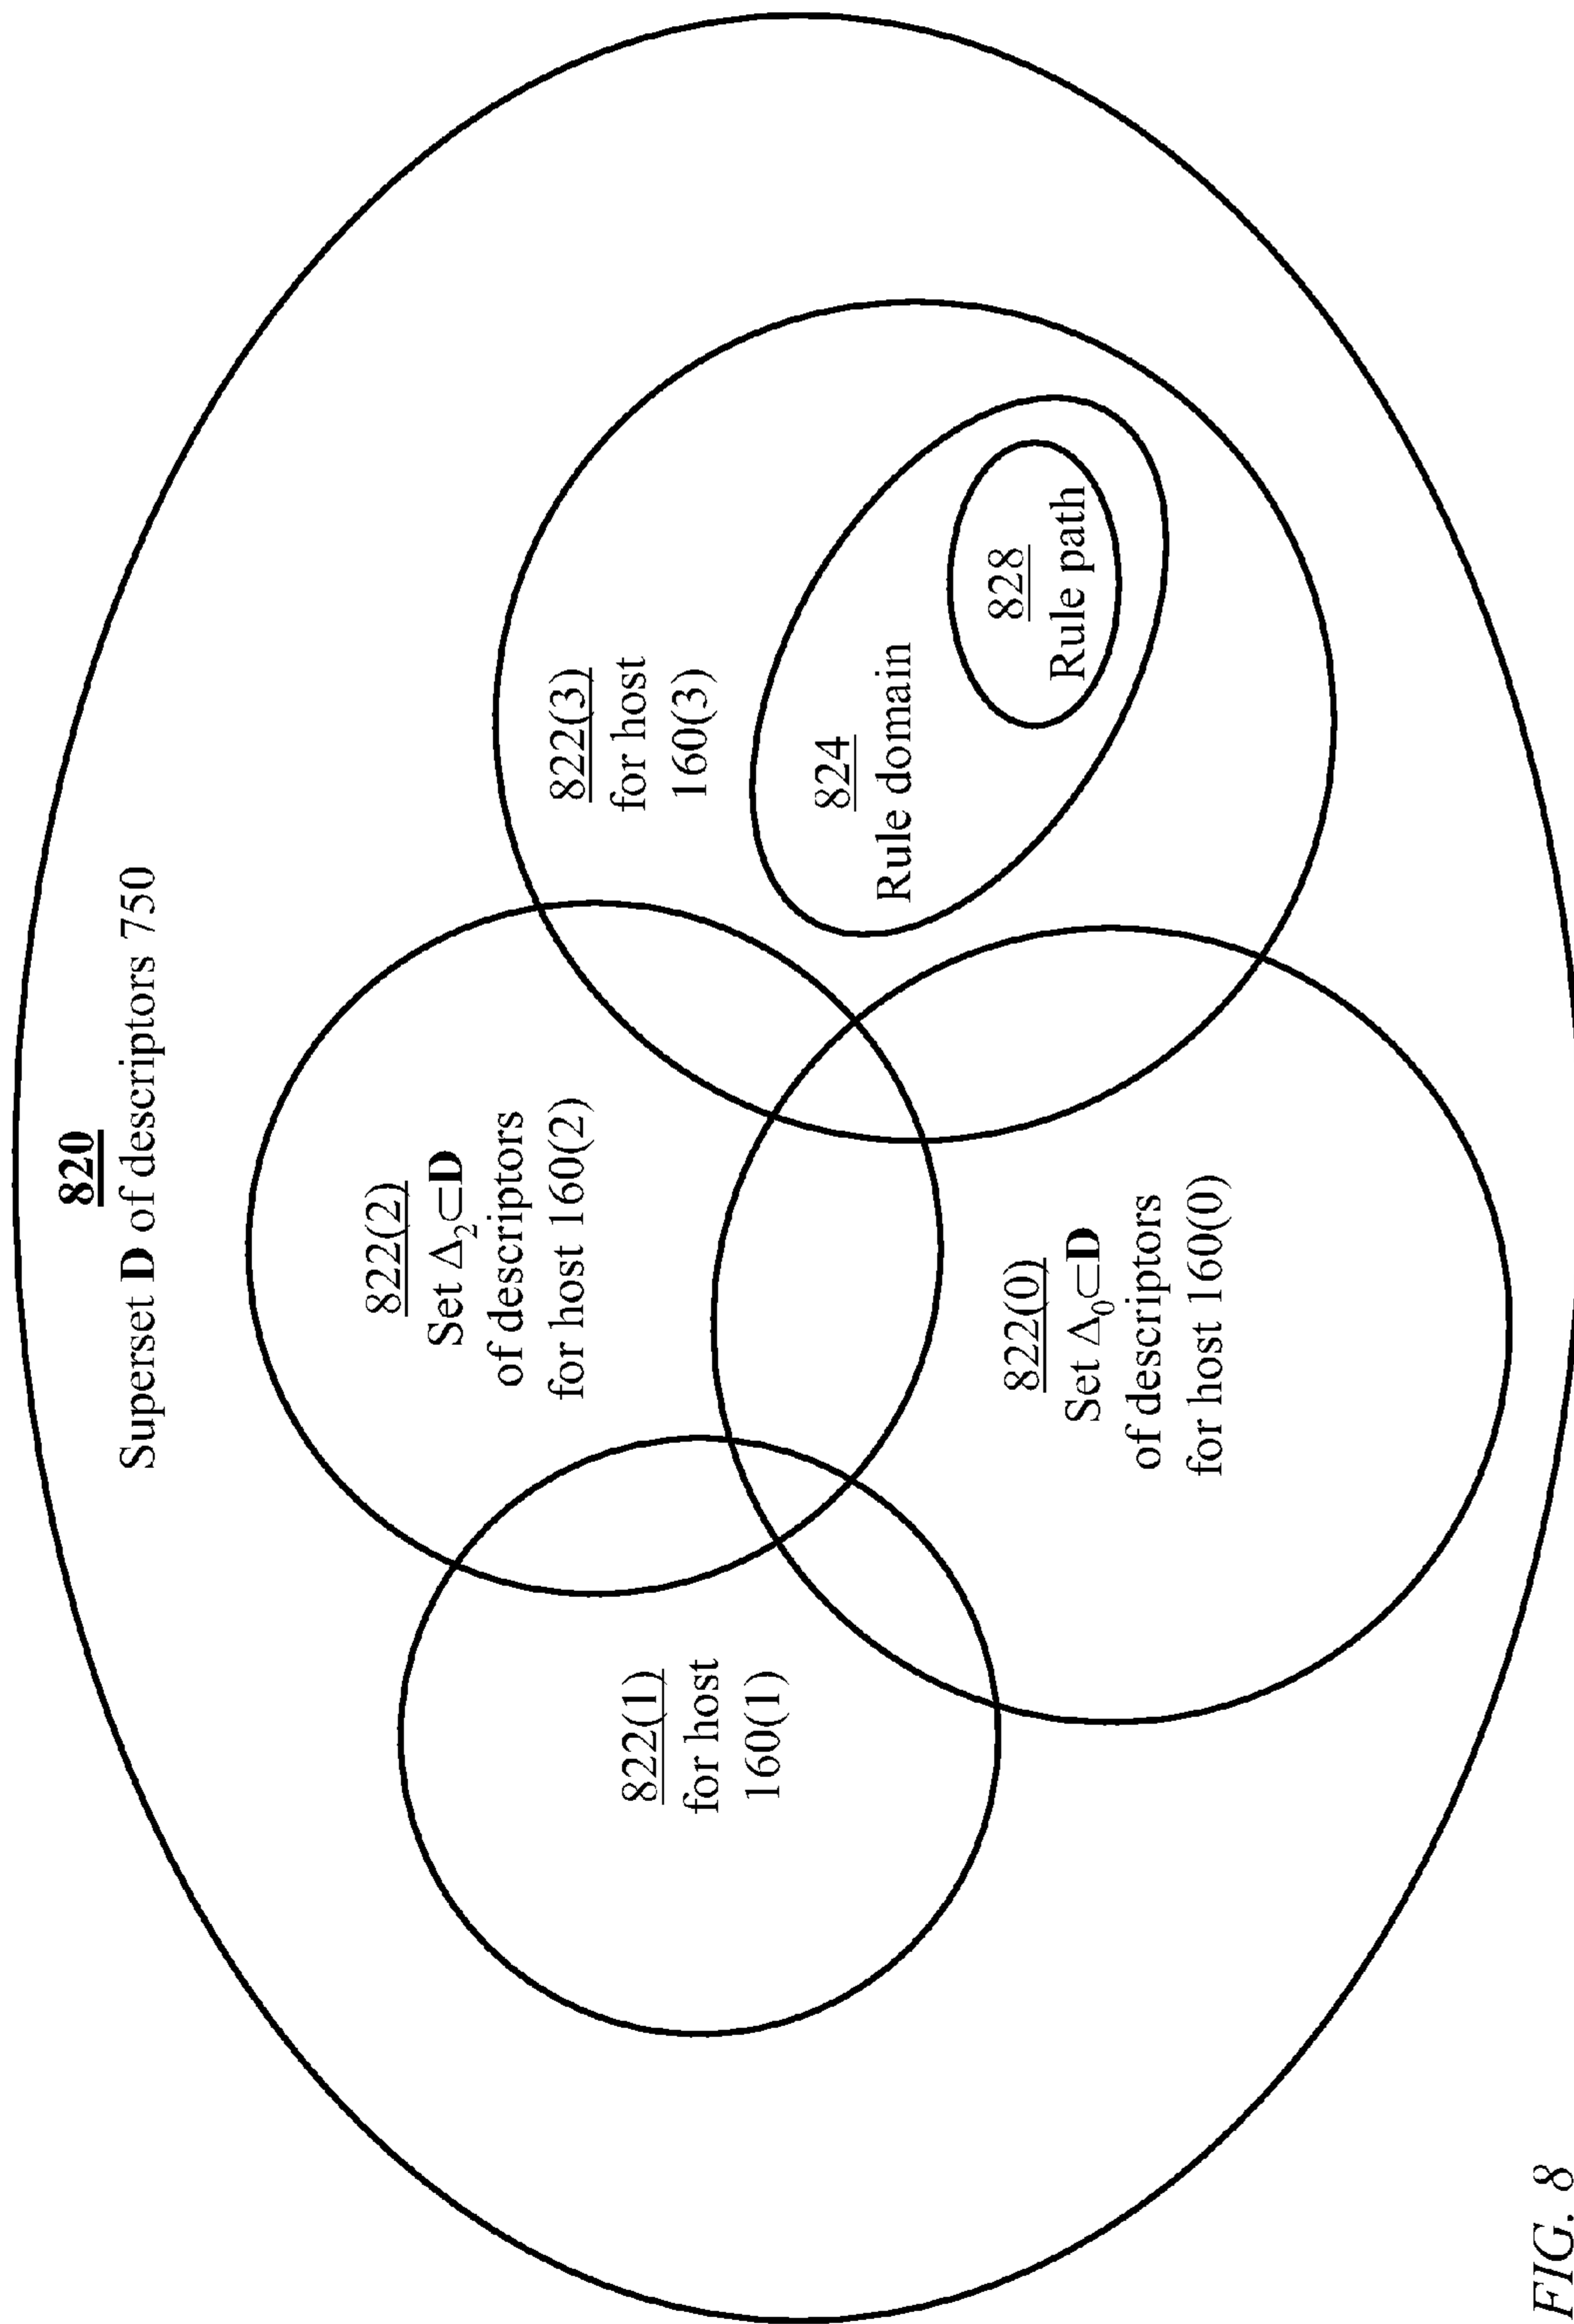 820
Superset D of descriptors 750
822(2)
Set Δ₂⊂D
of descriptors
for host 160(2)
822(3)
for host
160(3)
822(1)
for host
160(1)
824
Rule domain
828
Rule path
822(0)
Set Δ₀⊂D
of descriptors
for host 160(0)
FIG. 8